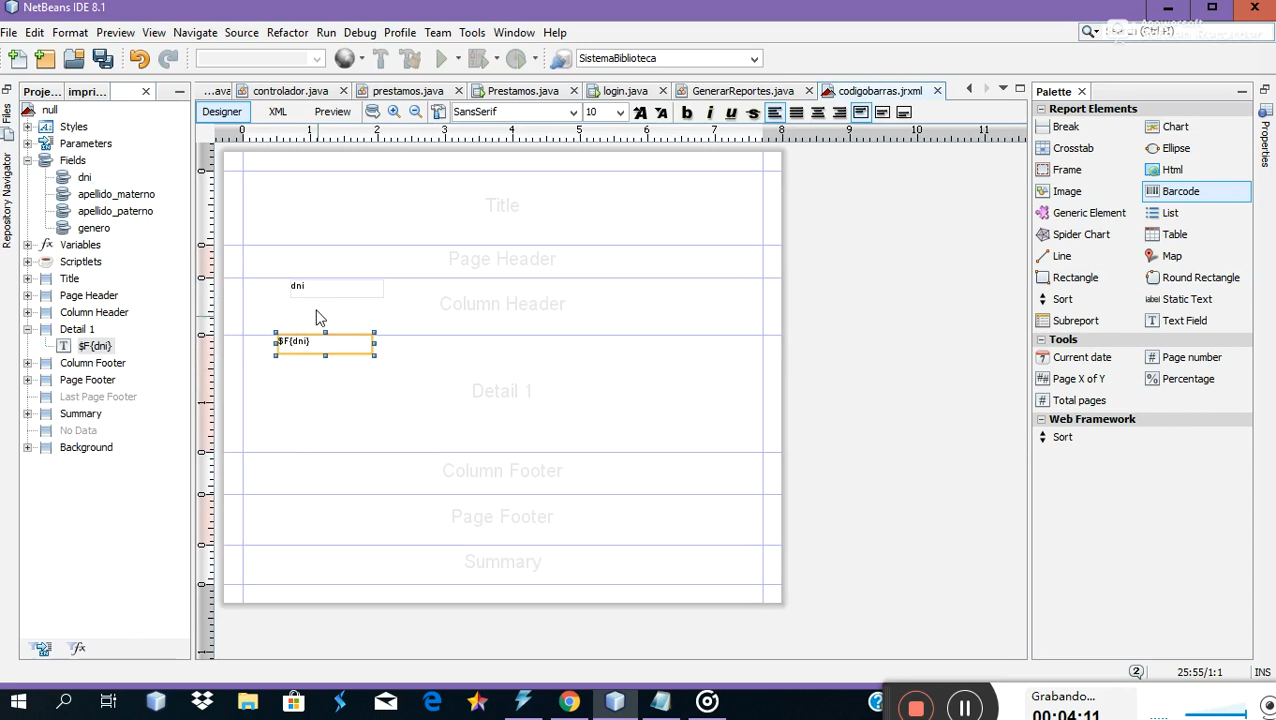 NetBeans IDE 8.1
File Edit Format Preview View Navigate Source Refactor Run Debug Profile Team Tools Window Help
SistemaBiblioteca
Proje... impri...
...ava controlador.java prestamos.java Prestamos.java login.java GenerarReportes.java codigobarras.jrxml
Palette
Designer XML Preview SansSerif 10
0 1 2 3 4 5 6 7 8 9 10 11
Files
Repository Navigator
null
Styles
Parameters
Fields
dni
apellido_materno
apellido_paterno
genero
Variables
Scriptlets
Title
Page Header
Column Header
Detail 1
$F{dni}
Column Footer
Page Footer
Last Page Footer
Summary
No Data
Background
Title
Page Header
dni
Column Header
$F{dni}
Detail 1
Column Footer
Page Footer
Summary
Report Elements
Break Chart
Crosstab Ellipse
Frame Html
Image Barcode
Generic Element List
Spider Chart Table
Line Map
Rectangle Round Rectangle
Sort label Static Text
Subreport Text Field
Tools
Current date Page number
Page X of Y Percentage
Total pages
Web Framework
Sort
Properties
2 25:55/1:1 INS
Grabando...
00:04:11